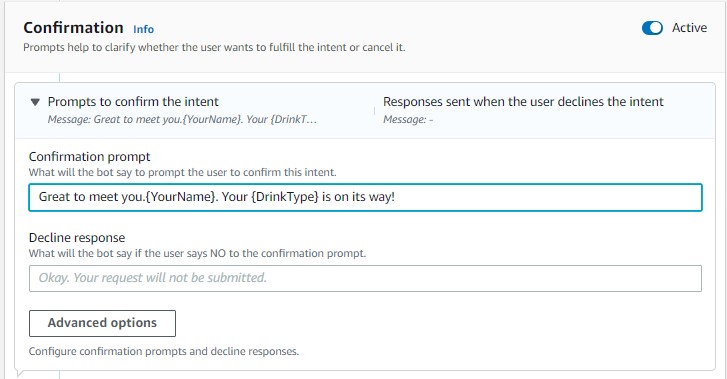 Confirmation Info
Active
Prompts help to clarify whether the user wants to fulfill the intent or cancel it.
Prompts to confirm the intent
Message: Great to meet you.{YourName}. Your {DrinkT...
Responses sent when the user declines the intent
Message: -
Confirmation prompt
What will the bot say to prompt the user to confirm this intent.
Great to meet you.{YourName}. Your {DrinkType} is on its way!
Decline response
What will the bot say if the user says NO to the confirmation prompt.
Okay. Your request will not be submitted.
Advanced options
Configure confirmation prompts and decline responses.